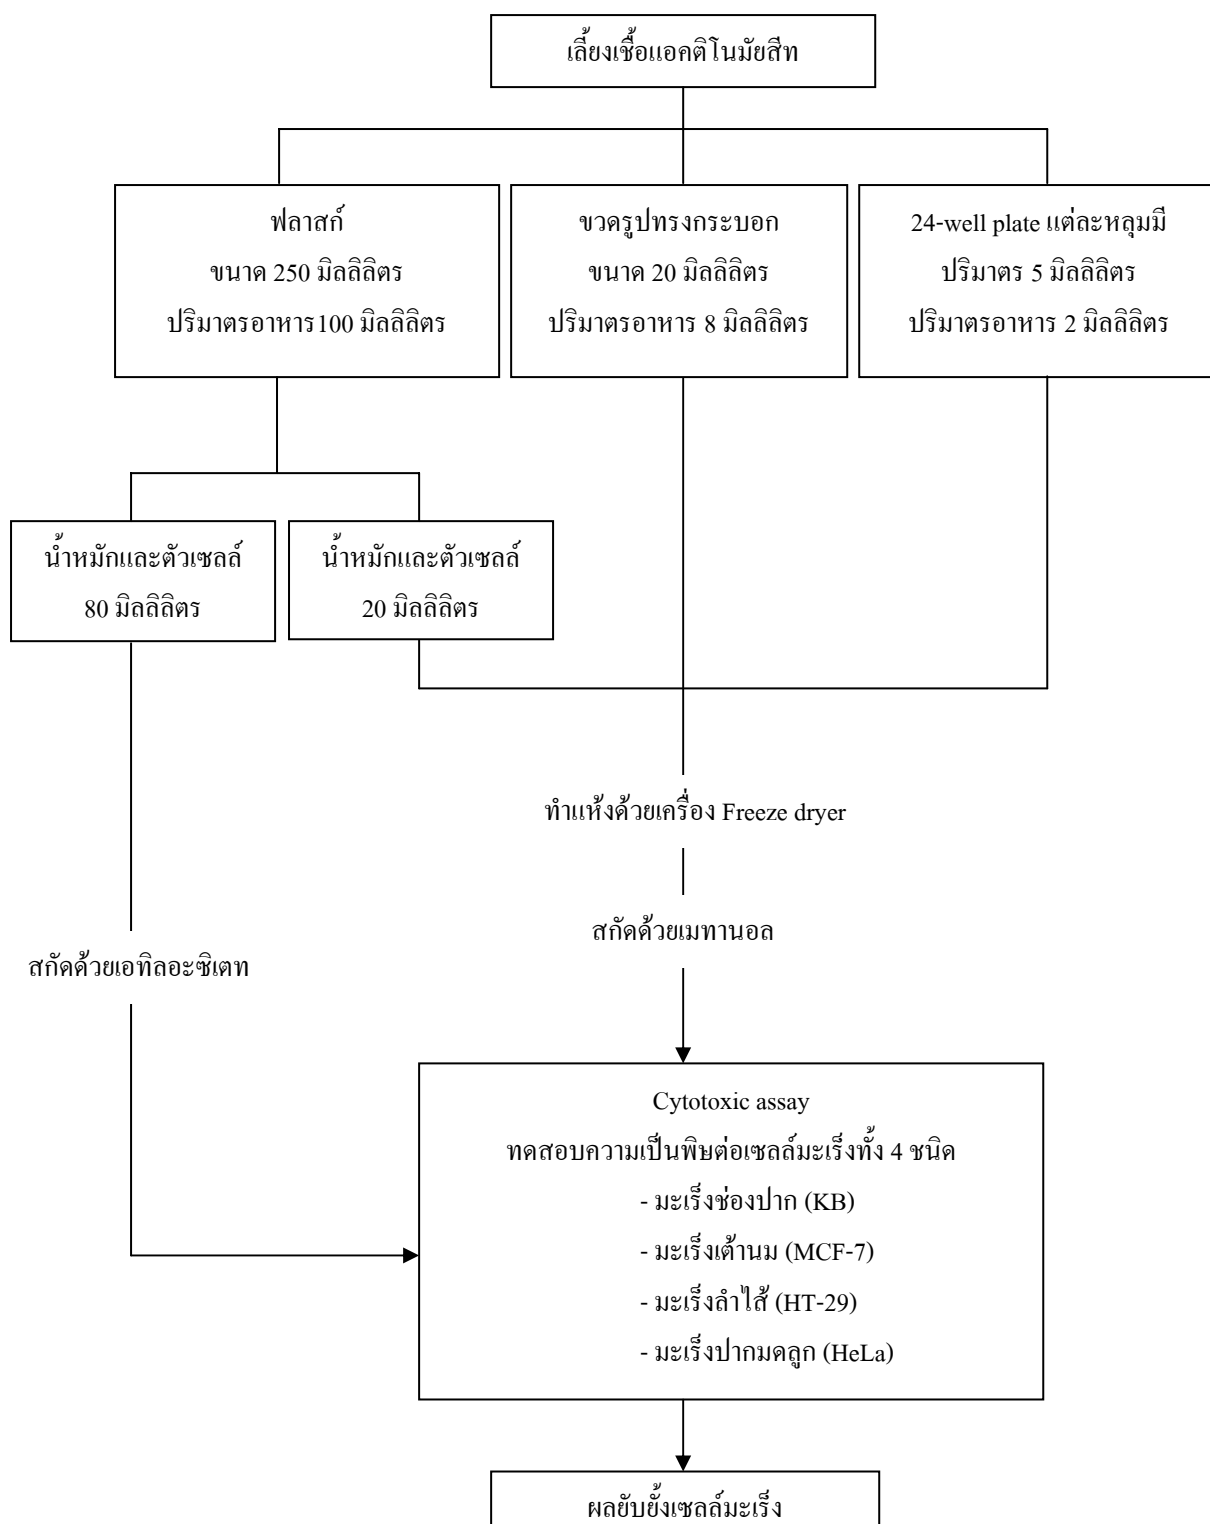 เลี้ยงเชื้อแอคติโนมัยสีท
ฟลาสก์
ขนาด 250 มิลลิลิตร
ปริมาตรอาหาร100 มิลลิลิตร
ขวดรูปทรงกระบอก
ขนาด 20 มิลลิลิตร
ปริมาตรอาหาร 8 มิลลิลิตร
24-well plate แต่ละหลุมมี
ปริมาตร 5 มิลลิลิตร
ปริมาตรอาหาร 2 มิลลิลิตร
น้ำหมักและตัวเซลล์
80 มิลลิลิตร
น้ำหมักและตัวเซลล์
20 มิลลิลิตร
ทำแห้งด้วยเครื่อง Freeze dryer
สกัดด้วยเมทานอล
สกัดด้วยเอทิลอะซิเตท
Cytotoxic assay
ทดสอบความเป็นพิษต่อเซลล์มะเร็งทั้ง 4 ชนิด
- มะเร็งช่องปาก (KB)
- มะเร็งเต้านม (MCF-7)
- มะเร็งลำไส้ (HT-29)
- มะเร็งปากมดลูก (HeLa)
ผลยับยั้งเซลล์มะเร็ง